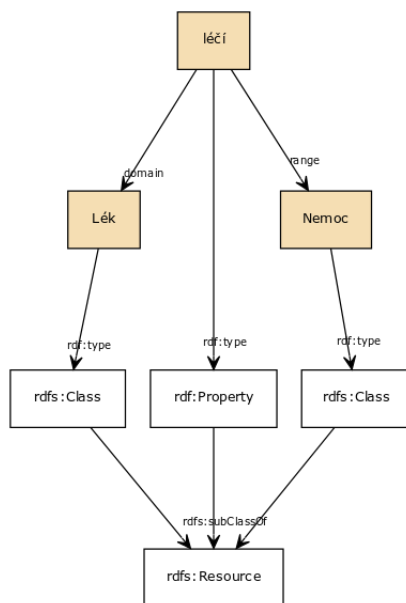 léčí
domain
range
Lék
Nemoc
rdf:type
rdf:type
rdf:type
rdfs:Class
rdf:Property
rdfs:Class
rdfs:subClassOf
rdfs:Resource